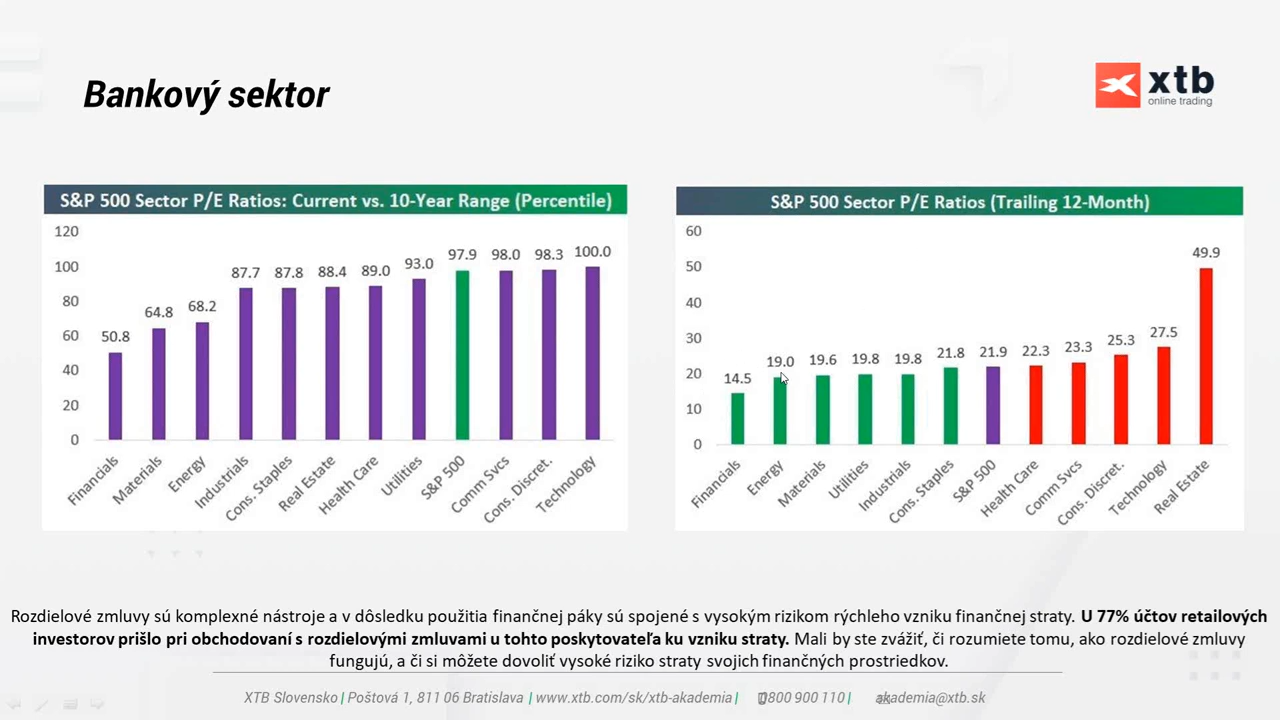 Bankový sektor
xtb
online trading
S&P 500 Sector P/E Ratios: Current vs. 10-Year Range (Percentile)
120
100
80
60
40
20
0
50.8
64.8
68.2
87.7
87.8
88.4
89.0
93.0
97.9
98.0
98.3
100.0
Financials
Materials
Energy
Industrials
Cons. Staples
Real Estate
Health Care
Utilities
S&P 500
Comm Svcs
Cons. Discret.
Technology
S&P 500 Sector P/E Ratios (Trailing 12-Month)
60
50
40
30
20
10
0
14.5
19.0
19.6
19.8
19.8
21.8
21.9
22.3
23.3
25.3
27.5
49.9
Financials
Energy
Materials
Utilities
Industrials
Cons. Staples
S&P 500
Health Care
Comm Svcs
Cons. Discret.
Technology
Real Estate
Rozdielové zmluvy sú komplexné nástroje a v dôsledku použitia finančnej páky sú spojené s vysokým rizikom rýchleho vzniku finančnej straty. U 77% účtov retailových
investorov prišlo pri obchodovaní s rozdielovými zmluvami u tohto poskytovateľa ku vzniku straty. Mali by ste zvážiť, či rozumiete tomu, ako rozdielové zmluvy
fungujú, a či si môžete dovoliť vysoké riziko straty svojich finančných prostriedkov.
XTB Slovensko | Poštová 1, 811 06 Bratislava | www.xtb.com/sk/xtb-akademia | 0800 900 110 | akademia@xtb.sk